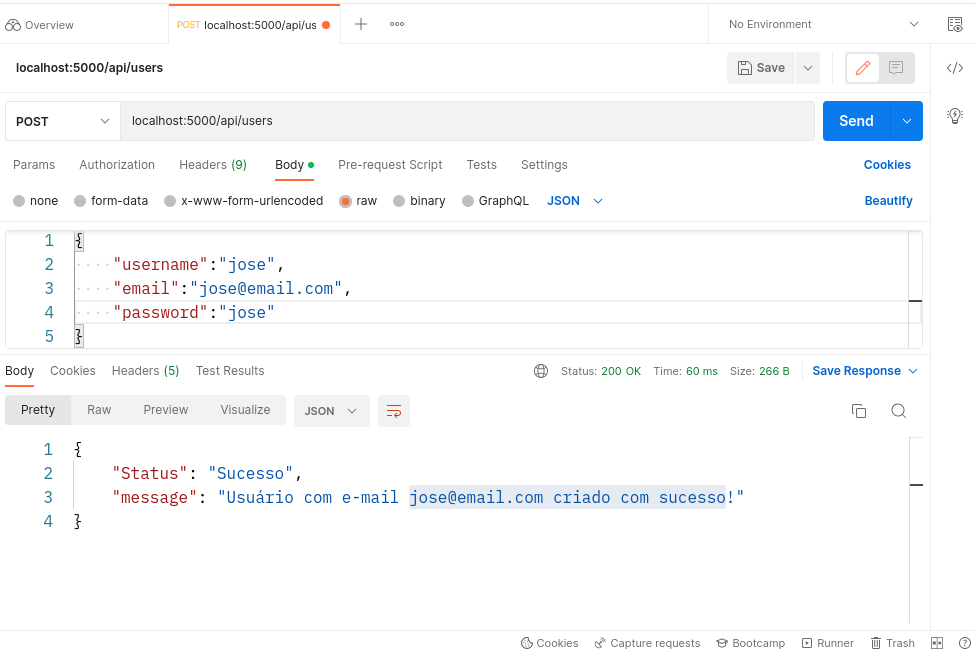 Overview
POST localhost:5000/api/us
No Environment
localhost:5000/api/users
Save
POST
localhost:5000/api/users
Send
Params Authorization Headers (9) Body Pre-request Script Tests Settings Cookies
none form-data x-www-form-urlencoded raw binary GraphQL JSON Beautify
1 {
2 ····"username":"jose",
3 ····"email":"jose@email.com",
4 ····"password":"jose"
5 }
Body Cookies Headers (5) Test Results Status: 200 OK Time: 60 ms Size: 266 B Save Response
Pretty Raw Preview Visualize JSON
1 {
2 "Status": "Sucesso",
3 "message": "Usuário com e-mail jose@email.com criado com sucesso!"
4 }
Cookies Capture requests Bootcamp Runner Trash